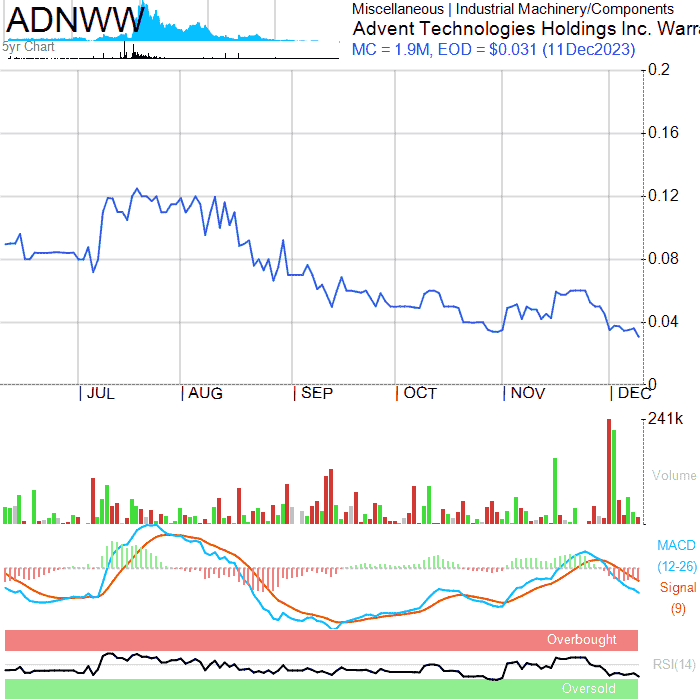 ADNWW
5yr Chart
Miscellaneous | Industrial Machinery/Components
Advent Technologies Holdings Inc. Warra
MC = 1.9M, EOD = $0.031 (11Dec2023)
0.2
0.16
0.12
0.08
0.04
0
JUL AUG SEP OCT NOV DEC
241k
Volume
MACD
(12-26)
Signal
(9)
Overbought
RSI(14)
Oversold